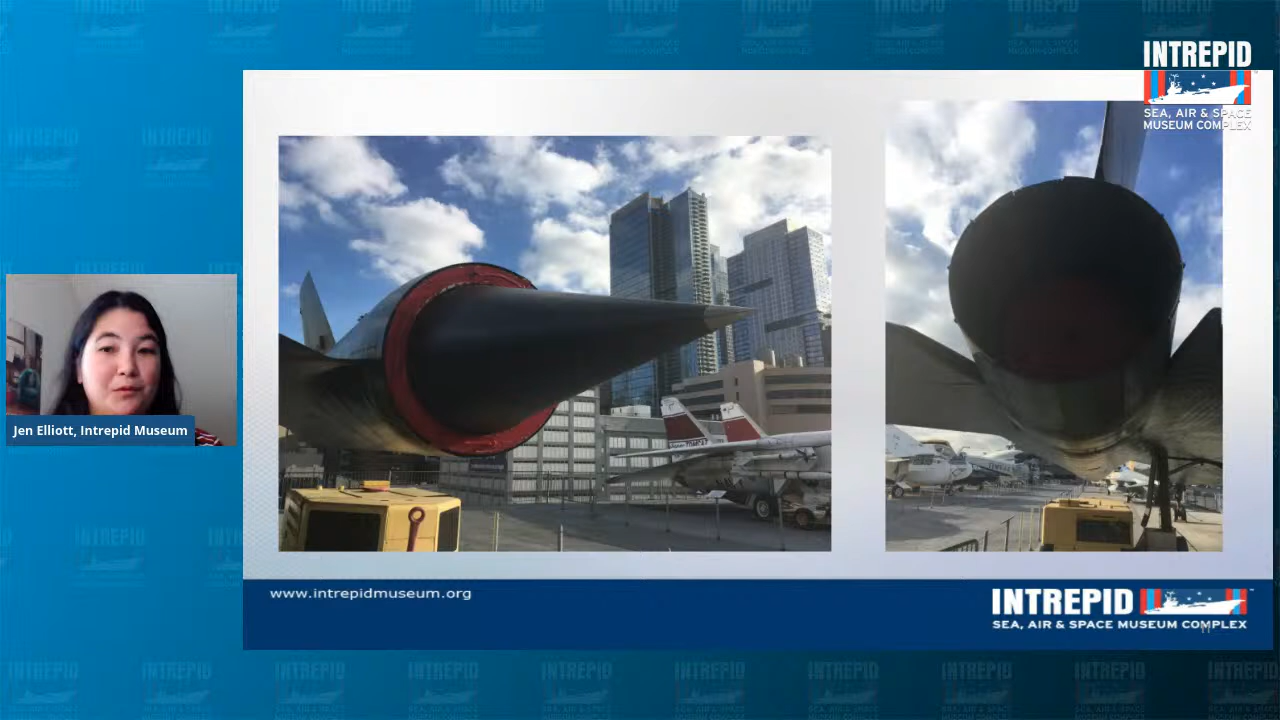 INTREPID
SEA, AIR & SPACE
MUSEUM COMPLEX
Jen Elliott, Intrepid Museum
www.intrepidmuseum.org
INTREPID
SEA, AIR & SPACE MUSEUM COMPLEX